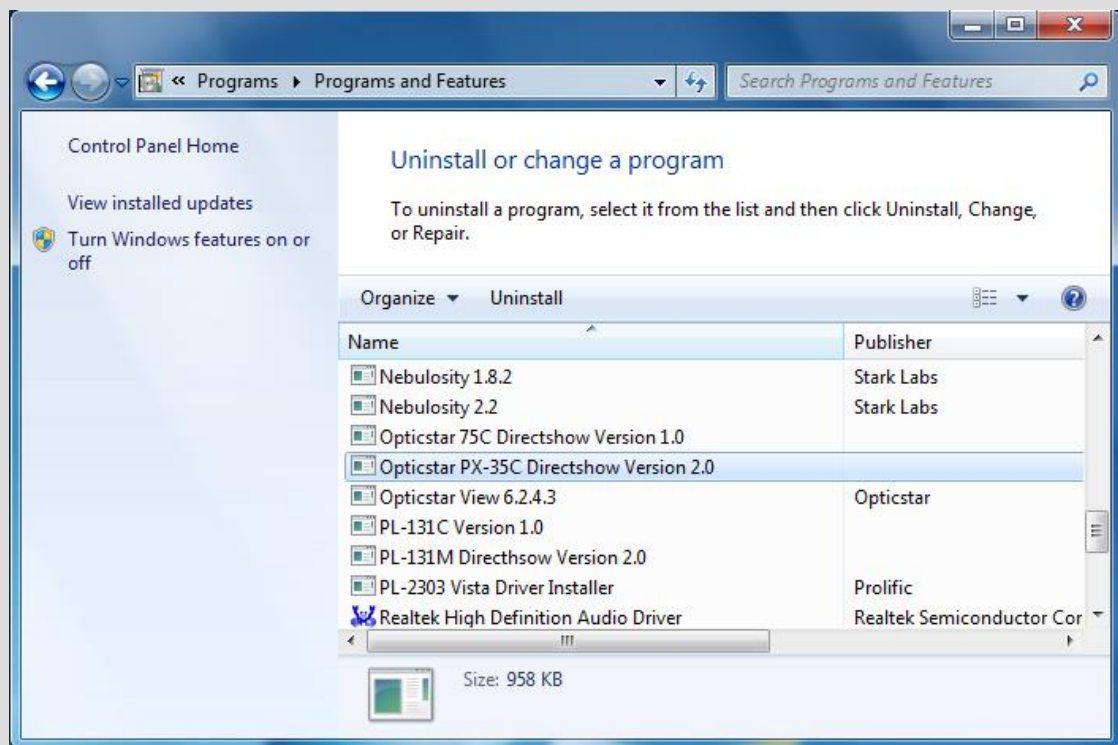 « Programs ▸ Programs and Features
Search Programs and Features
Control Panel Home
View installed updates
Turn Windows features on or
off
Uninstall or change a program
To uninstall a program, select it from the list and then click Uninstall, Change,
or Repair.
Organize Uninstall
Name Publisher
Nebulosity 1.8.2 Stark Labs
Nebulosity 2.2 Stark Labs
Opticstar 75C Directshow Version 1.0
Opticstar PX-35C Directshow Version 2.0
Opticstar View 6.2.4.3 Opticstar
PL-131C Version 1.0
PL-131M Directhsow Version 2.0
PL-2303 Vista Driver Installer Prolific
Realtek High Definition Audio Driver Realtek Semiconductor Cor
Size: 958 KB